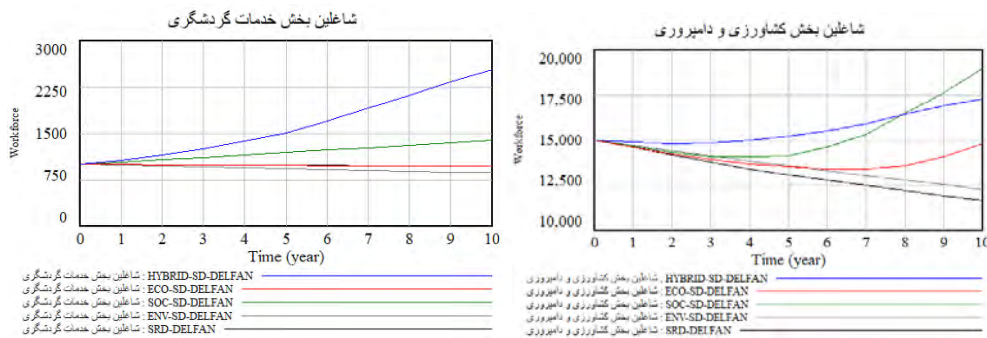 شاغلین بخش خدمات گردشگری
3000
2250
1500
750
0
Workforce
0 1 2 3 4 5 6 7 8 9 10
Time (year)
شاغلین بخش خدمات گردشگری : HYBRID-SD-DELFAN
شاغلین بخش خدمات گردشگری : ECO-SD-DELFAN
شاغلین بخش خدمات گردشگری : SOC-SD-DELFAN
شاغلین بخش خدمات گردشگری : ENV-SD-DELFAN
شاغلین بخش خدمات گردشگری : SRD-DELFAN
شاغلین بخش کشاورزی و دامپروری
20,000
17,500
15,000
12,500
10,000
Workforce
0 1 2 3 4 5 6 7 8 9 10
Time (year)
شاغلین بخش کشاورزی و دامپروری : HYBRID-SD-DELFAN
شاغلین بخش کشاورزی و دامپروری : ECO-SD-DELFAN
شاغلین بخش کشاورزی و دامپروری : SOC-SD-DELFAN
شاغلین بخش کشاورزی و دامپروری : ENV-SD-DELFAN
شاغلین بخش کشاورزی و دامپروری : SRD-DELFAN